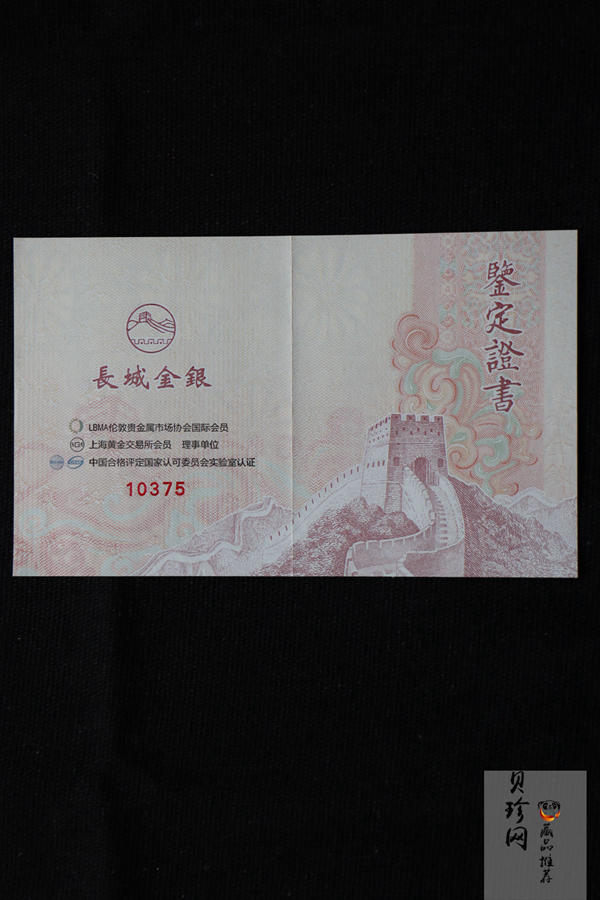 鑒定證書
長城金銀
LBMA伦敦贵金属市场协会国际会员
上海黄金交易所会员 理事单位
中国合格评定国家认可委员会实验室认证
10375
贝珍网
藏品推荐